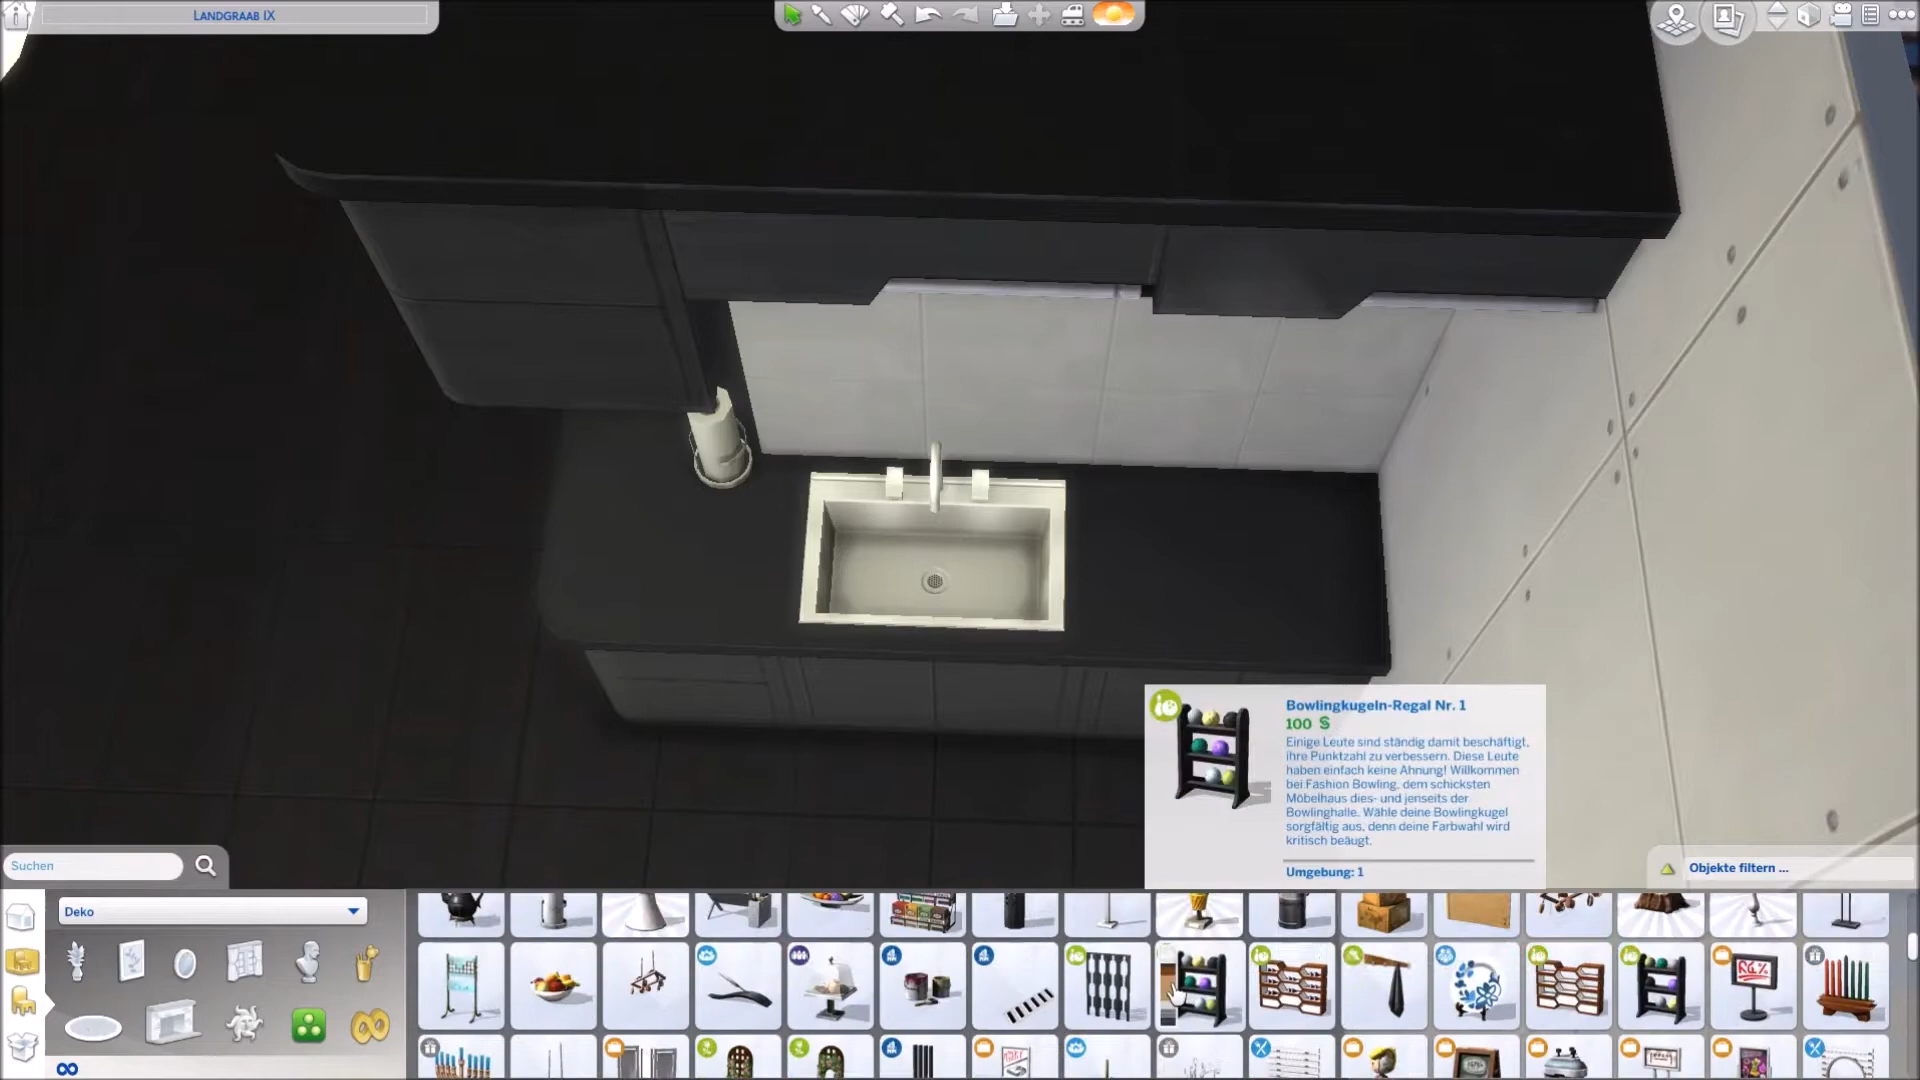 LANDGRAAB IX
Bowlingkugeln-Regal Nr. 1
100 $
Einige Leute sind ständig damit beschäftigt,
ihre Punktzahl zu verbessern. Diese Leute
haben einfach keine Ahnung! Willkommen
bei Fashion Bowling, dem schicksten
Möbelhaus dies- und jenseits der
Bowlinghalle. Wähle deine Bowlingkugel
sorgfältig aus, denn deine Farbwahl wird
kritisch beäugt.
Umgebung: 1
Suchen
Objekte filtern ...
Deko